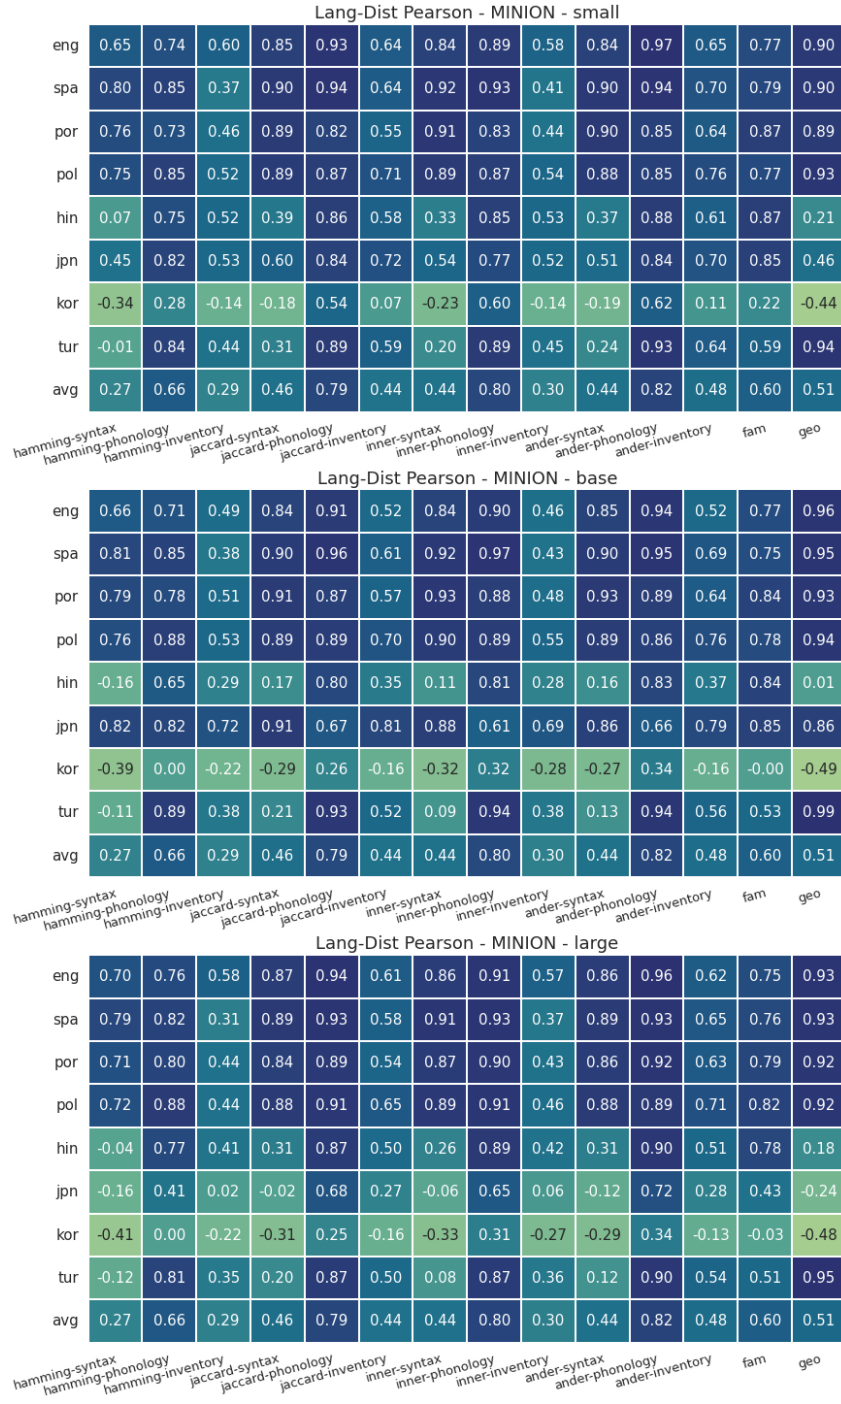 Lang-Dist Pearson - MINION - small
eng 0.65 0.74 0.60 0.85 0.93 0.64 0.84 0.89 0.58 0.84 0.97 0.65 0.77 0.90
spa 0.80 0.85 0.37 0.90 0.94 0.64 0.92 0.93 0.41 0.90 0.94 0.70 0.79 0.90
por 0.76 0.73 0.46 0.89 0.82 0.55 0.91 0.83 0.44 0.90 0.85 0.64 0.87 0.89
pol 0.75 0.85 0.52 0.89 0.87 0.71 0.89 0.87 0.54 0.88 0.85 0.76 0.77 0.93
hin 0.07 0.75 0.52 0.39 0.86 0.58 0.33 0.85 0.53 0.37 0.88 0.61 0.87 0.21
jpn 0.45 0.82 0.53 0.60 0.84 0.72 0.54 0.77 0.52 0.51 0.84 0.70 0.85 0.46
kor -0.34 0.28 -0.14 -0.18 0.54 0.07 -0.23 0.60 -0.14 -0.19 0.62 0.11 0.22 -0.44
tur -0.01 0.84 0.44 0.31 0.89 0.59 0.20 0.89 0.45 0.24 0.93 0.64 0.59 0.94
avg 0.27 0.66 0.29 0.46 0.79 0.44 0.44 0.80 0.30 0.44 0.82 0.48 0.60 0.51
hamming-syntax hamming-phonology hamming-inventory jaccard-syntax jaccard-phonology jaccard-inventory inner-syntax inner-phonology inner-inventory ander-syntax ander-phonology ander-inventory fam geo
Lang-Dist Pearson - MINION - base
eng 0.66 0.71 0.49 0.84 0.91 0.52 0.84 0.90 0.46 0.85 0.94 0.52 0.77 0.96
spa 0.81 0.85 0.38 0.90 0.96 0.61 0.92 0.97 0.43 0.90 0.95 0.69 0.75 0.95
por 0.79 0.78 0.51 0.91 0.87 0.57 0.93 0.88 0.48 0.93 0.89 0.64 0.84 0.93
pol 0.76 0.88 0.53 0.89 0.89 0.70 0.90 0.89 0.55 0.89 0.86 0.76 0.78 0.94
hin -0.16 0.65 0.29 0.17 0.80 0.35 0.11 0.81 0.28 0.16 0.83 0.37 0.84 0.01
jpn 0.82 0.82 0.72 0.91 0.67 0.81 0.88 0.61 0.69 0.86 0.66 0.79 0.85 0.86
kor -0.39 0.00 -0.22 -0.29 0.26 -0.16 -0.32 0.32 -0.28 -0.27 0.34 -0.16 -0.00 -0.49
tur -0.11 0.89 0.38 0.21 0.93 0.52 0.09 0.94 0.38 0.13 0.94 0.56 0.53 0.99
avg 0.27 0.66 0.29 0.46 0.79 0.44 0.44 0.80 0.30 0.44 0.82 0.48 0.60 0.51
hamming-syntax hamming-phonology hamming-inventory jaccard-syntax jaccard-phonology jaccard-inventory inner-syntax inner-phonology inner-inventory ander-syntax ander-phonology ander-inventory fam geo
Lang-Dist Pearson - MINION - large
eng 0.70 0.76 0.58 0.87 0.94 0.61 0.86 0.91 0.57 0.86 0.96 0.62 0.75 0.93
spa 0.79 0.82 0.31 0.89 0.93 0.58 0.91 0.93 0.37 0.89 0.93 0.65 0.76 0.93
por 0.71 0.80 0.44 0.84 0.89 0.54 0.87 0.90 0.43 0.86 0.92 0.63 0.79 0.92
pol 0.72 0.88 0.44 0.88 0.91 0.65 0.89 0.91 0.46 0.88 0.89 0.71 0.82 0.92
hin -0.04 0.77 0.41 0.31 0.87 0.50 0.26 0.89 0.42 0.31 0.90 0.51 0.78 0.18
jpn -0.16 0.41 0.02 -0.02 0.68 0.27 -0.06 0.65 0.06 -0.12 0.72 0.28 0.43 -0.24
kor -0.41 0.00 -0.22 -0.31 0.25 -0.16 -0.33 0.31 -0.27 -0.29 0.34 -0.13 -0.03 -0.48
tur -0.12 0.81 0.35 0.20 0.87 0.50 0.08 0.87 0.36 0.12 0.90 0.54 0.51 0.95
avg 0.27 0.66 0.29 0.46 0.79 0.44 0.44 0.80 0.30 0.44 0.82 0.48 0.60 0.51
hamming-syntax hamming-phonology hamming-inventory jaccard-syntax jaccard-phonology jaccard-inventory inner-syntax inner-phonology inner-inventory ander-syntax ander-phonology ander-inventory fam geo